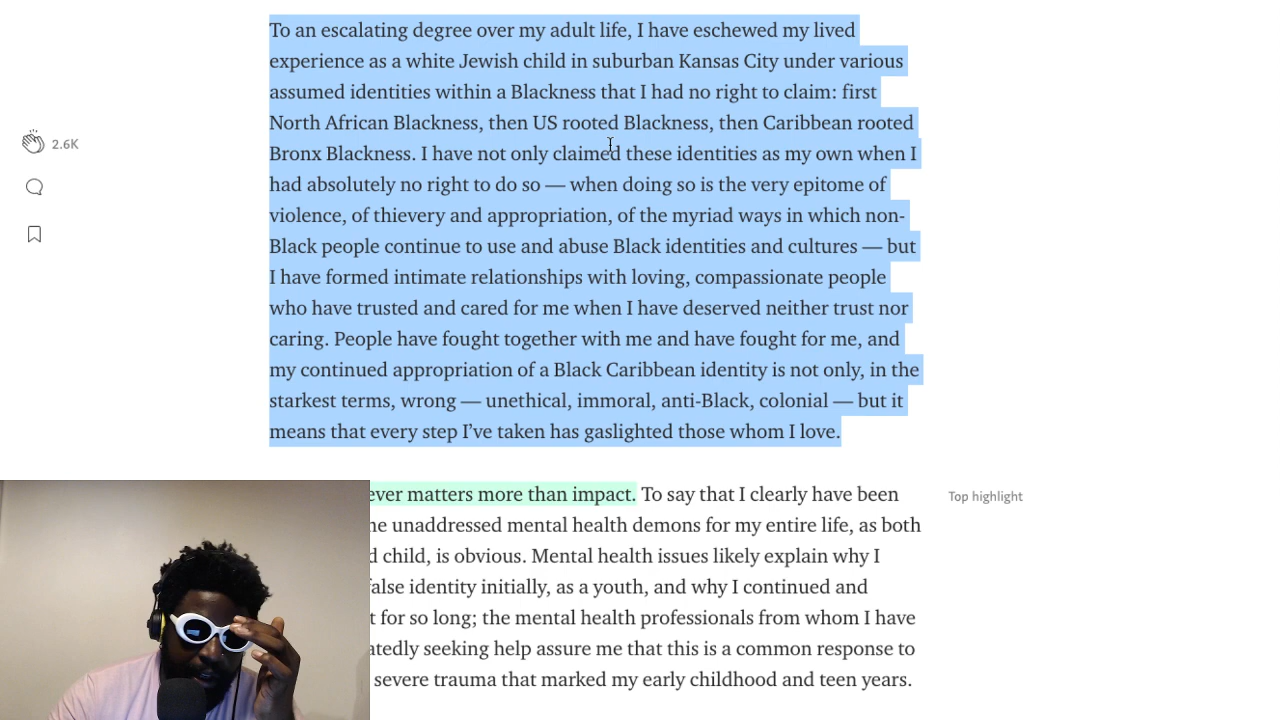 To an escalating degree over my adult life, I have eschewed my lived
experience as a white Jewish child in suburban Kansas City under various
assumed identities within a Blackness that I had no right to claim: first
North African Blackness, then US rooted Blackness, then Caribbean rooted
Bronx Blackness. I have not only claimed these identities as my own when I
2.6K
had absolutely no right to do so — when doing so is the very epitome of
violence, of thievery and appropriation, of the myriad ways in which non-
Black people continue to use and abuse Black identities and cultures — but
I have formed intimate relationships with loving, compassionate people
who have trusted and cared for me when I have deserved neither trust nor
caring. People have fought together with me and have fought for me, and
my continued appropriation of a Black Caribbean identity is not only, in the
starkest terms, wrong — unethical, immoral, anti-Black, colonial — but it
means that every step I've taken has gaslighted those whom I love.
ever matters more than impact. To say that I clearly have been
Top highlight
unaddressed mental health demons for my entire life, as both
child, is obvious. Mental health issues likely explain why I
false identity initially, as a youth, and why I continued and
for so long; the mental health professionals from whom I have
seeking help assure me that this is a common response to
severe trauma that marked my early childhood and teen years.